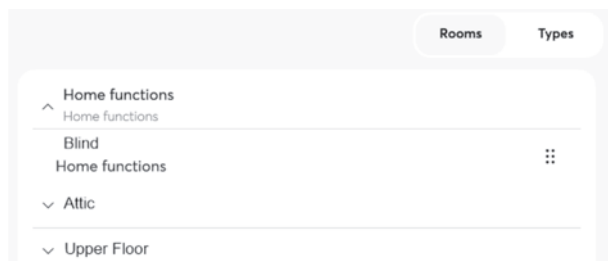 Rooms Types
Home functions
Home functions
Blind
Home functions
Attic
Upper Floor